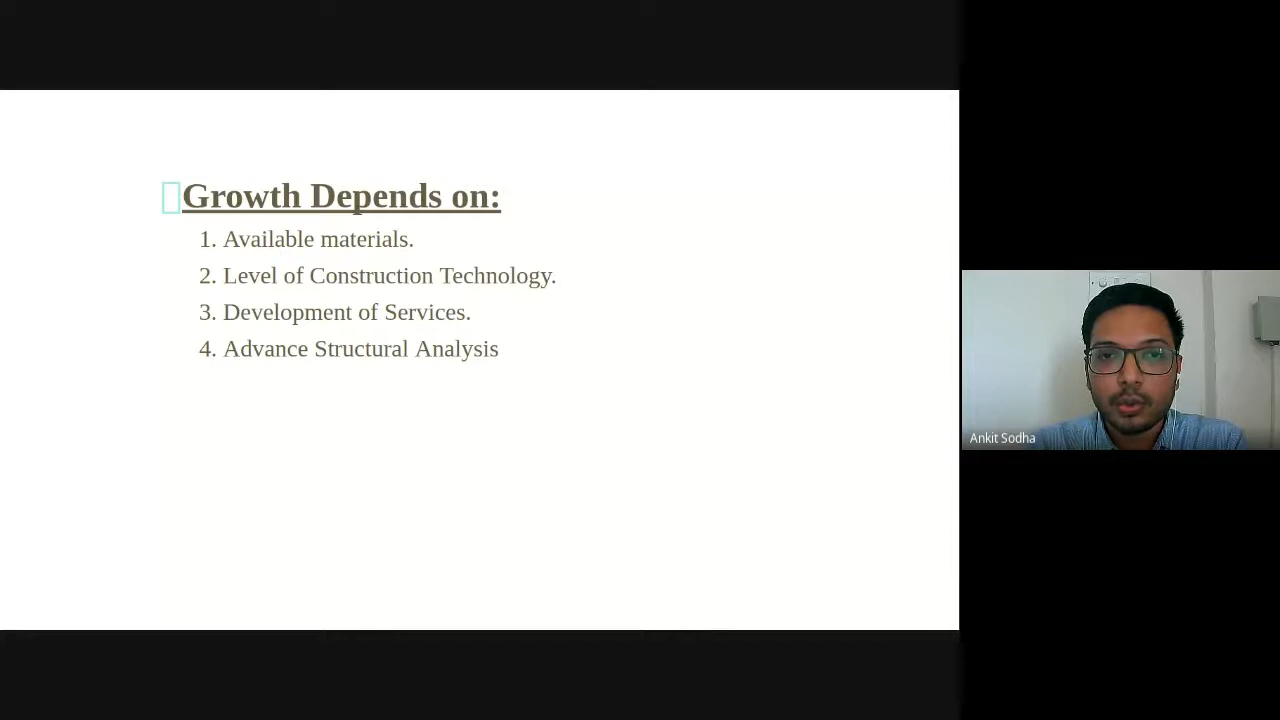 Growth Depends on:
1. Available materials.
2. Level of Construction Technology.
3. Development of Services.
4. Advance Structural Analysis
Ankit Sodha